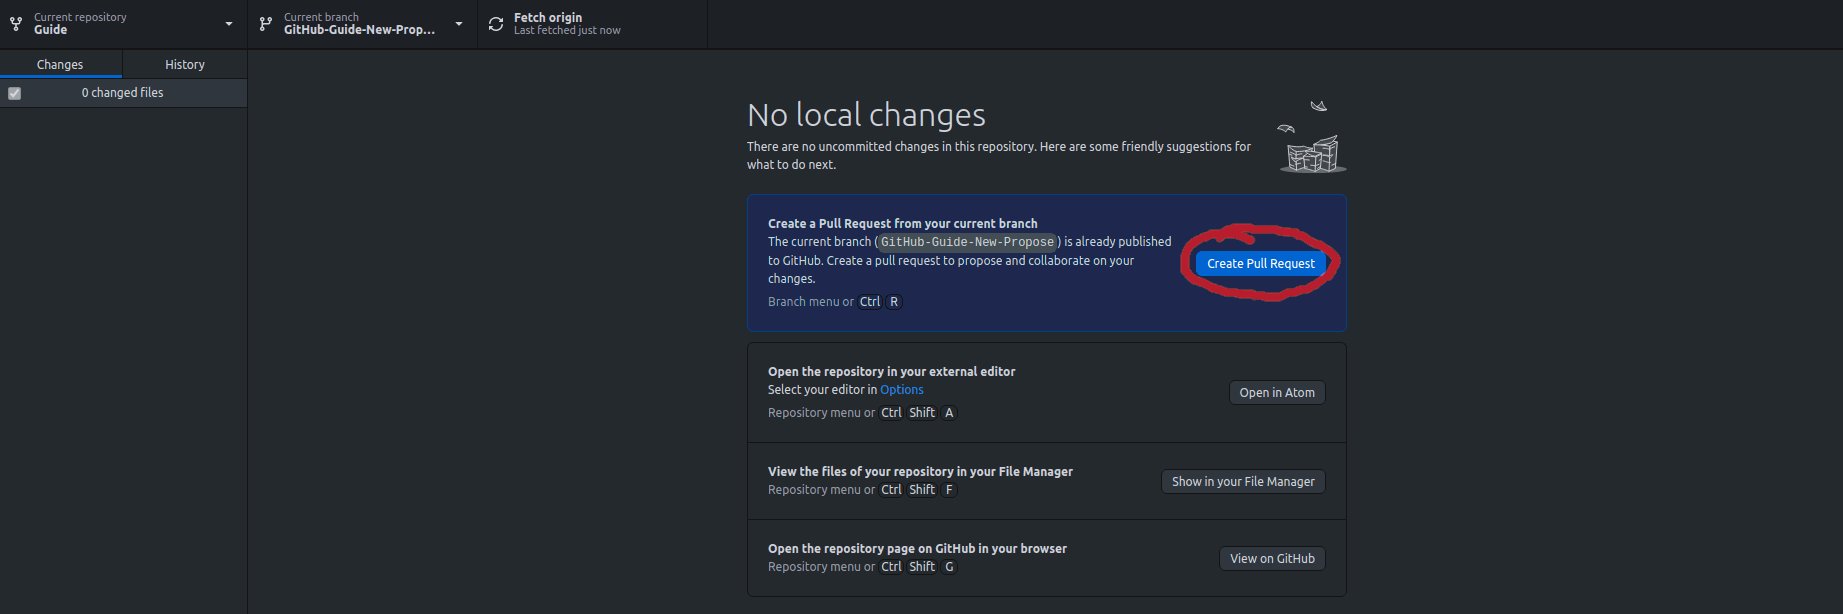 Current repository
Guide
Current branch
GitHub-Guide-New-Prop...
Fetch origin
Last fetched just now
Changes
History
0 changed files
No local changes
There are no uncommitted changes in this repository. Here are some friendly suggestions for
what to do next.
Create a Pull Request from your current branch
The current branch (GitHub-Guide-New-Propose) is already published
to GitHub. Create a pull request to propose and collaborate on your
changes.
Branch menu or Ctrl R
Create Pull Request
Open the repository in your external editor
Select your editor in Options
Repository menu or Ctrl Shift A
Open in Atom
View the files of your repository in your File Manager
Repository menu or Ctrl Shift F
Show in your File Manager
Open the repository page on GitHub in your browser
Repository menu or Ctrl Shift G
View on GitHub